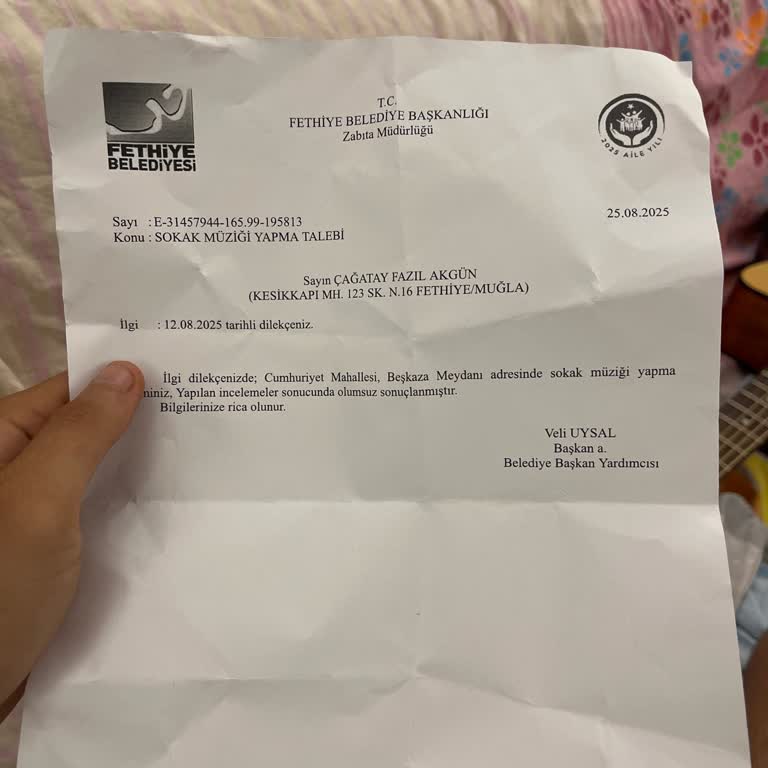 FETHİYE
BELEDİYESİ
T.C.
FETHİYE BELEDİYE BAŞKANLIĞI
Zabıta Müdürlüğü
2025 AİLE YILI
25.08.2025
Sayı : E-31457944-165.99-195813
Konu : SOKAK MÜZİĞİ YAPMA TALEBİ
Sayın ÇAĞATAY FAZIL AKGÜN
(KESİKKAPI MH. 123 SK. N.16 FETHİYE/MUĞLA)
İlgi : 12.08.2025 tarihli dilekçeniz.
İlgi dilekçenizde; Cumhuriyet Mahallesi, Beşkaza Meydanı adresinde sokak müziği yapma
Yapılan incelemeler sonucunda olumsuz sonuçlanmıştır.
Bilgilerinize rica olunur.
Veli UYSAL
Başkan a.
Belediye Başkan Yardımcısı